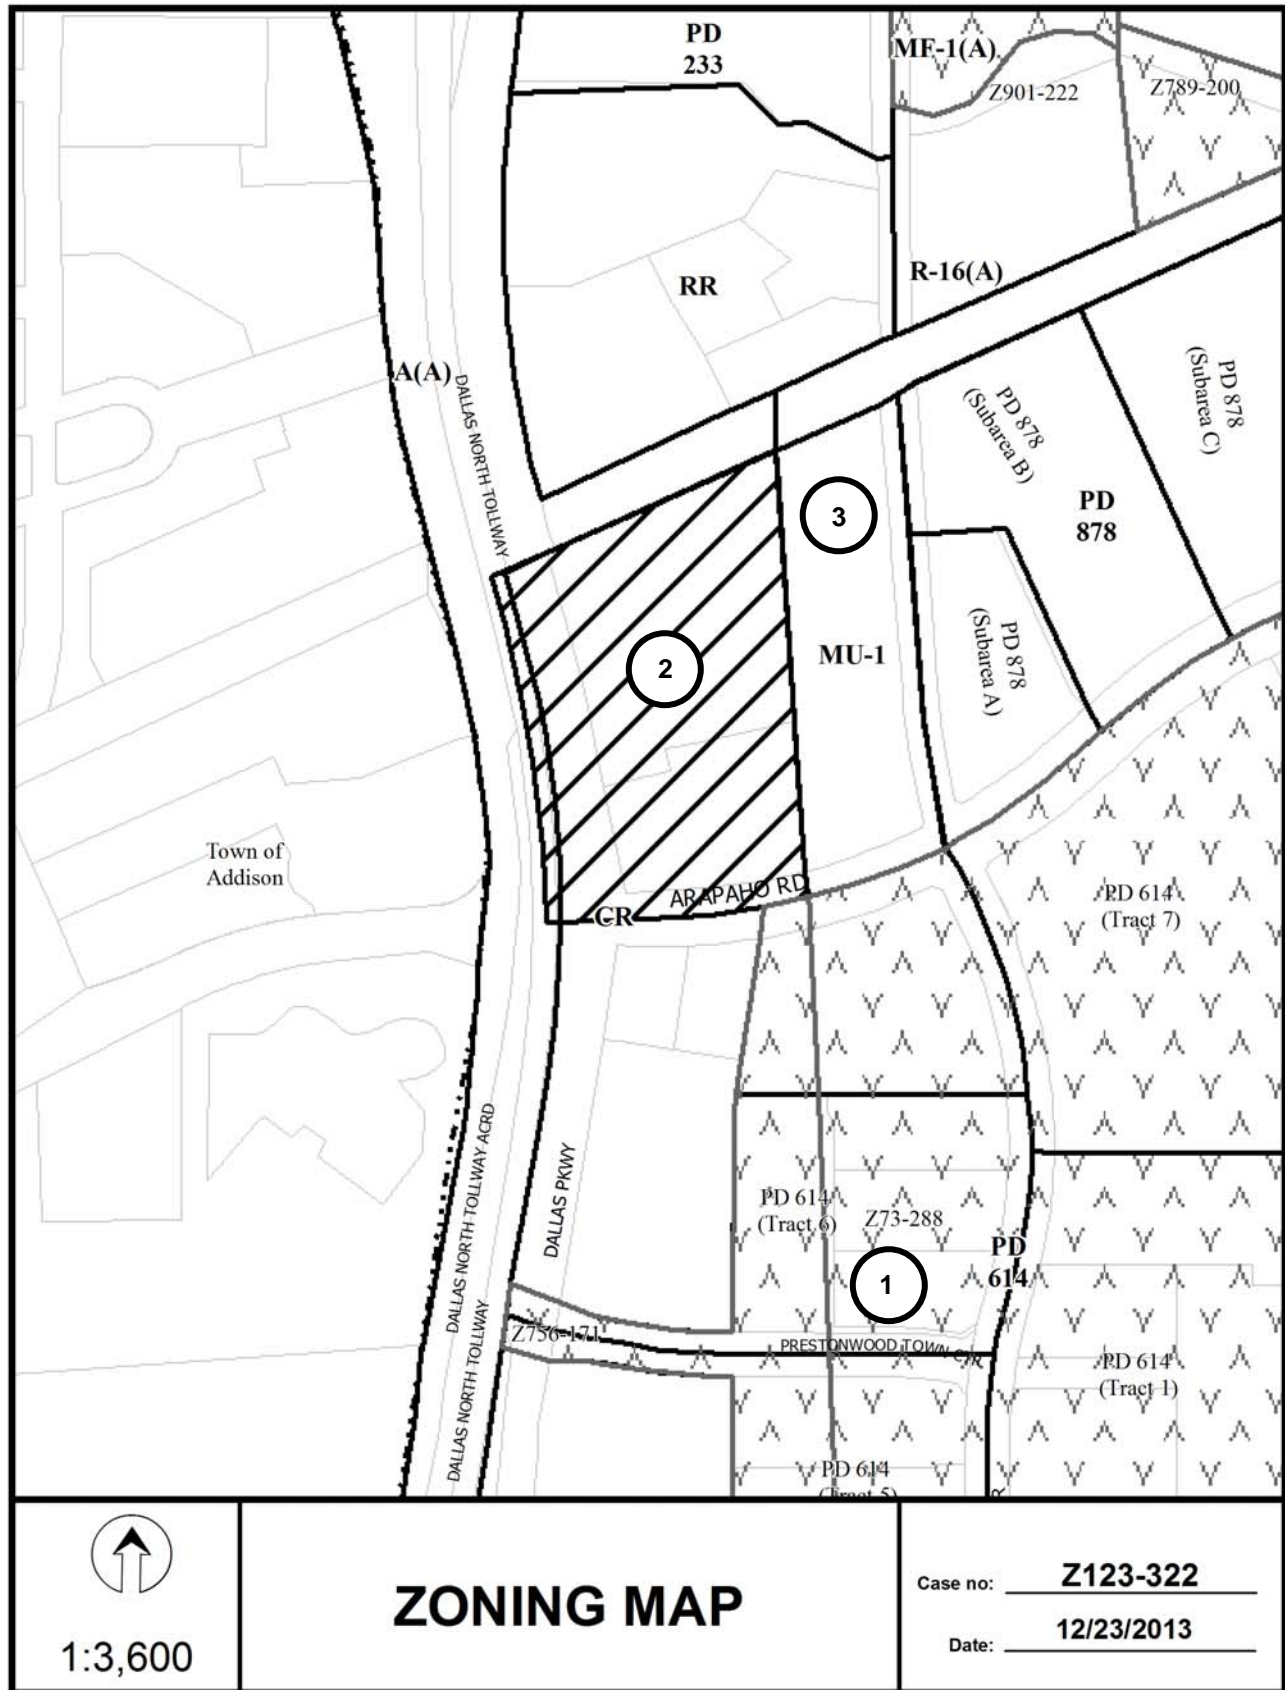 PD
233
MF-1(A)
Z901-222
Z789-200
R-16(A)
RR
A(A)
DALLAS NORTH TOLLWAY
PD 878
(Subarea B)
PD 878
(Subarea C)
PD
878
3
2
MU-1
PD 878
(Subarea A)
Town of
Addison
ARAPAHO RD
CR
PD 614
(Tract 7)
DALLAS NORTH TOLLWAY ACRD
DALLAS PKWY
PD 614
(Tract 6)
Z73-288
PD
614
1
DALLAS NORTH TOLLWAY
Z756-171
PRESTONWOOD TOWN CTR
PD 614
(Tract 1)
PD 614
(Tract 5)
R
1:3,600
ZONING MAP
Case no: Z123-322
Date: 12/23/2013